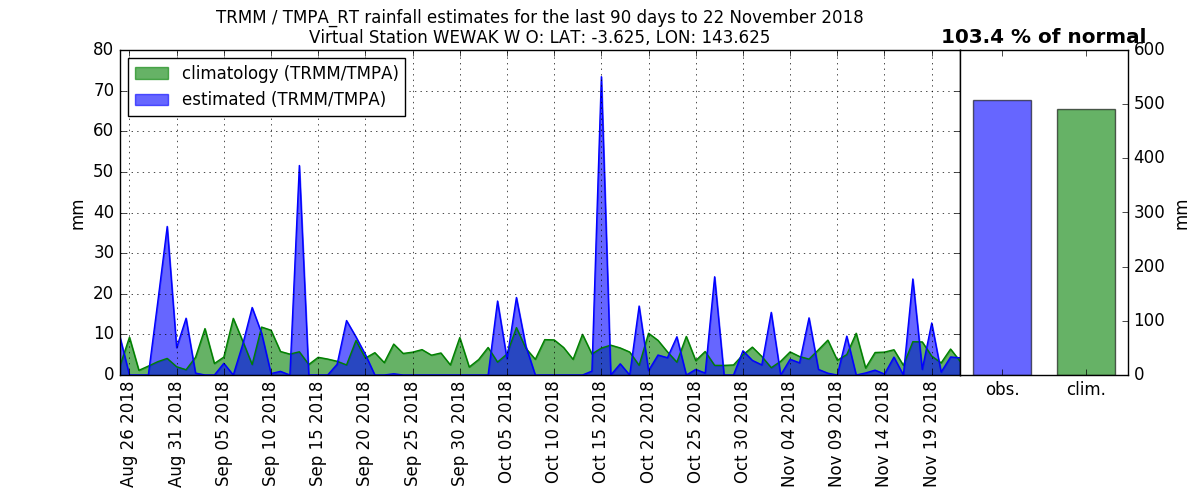 TRMM / TMPA_RT rainfall estimates for the last 90 days to 22 November 2018
Virtual Station WEWAK W O: LAT: -3.625, LON: 143.625
103.4 % of normal
climatology (TRMM/TMPA)
estimated (TRMM/TMPA)
80
70
60
50
40
30
20
10
0
mm
Aug 26 2018
Aug 31 2018
Sep 05 2018
Sep 10 2018
Sep 15 2018
Sep 20 2018
Sep 25 2018
Sep 30 2018
Oct 05 2018
Oct 10 2018
Oct 15 2018
Oct 20 2018
Oct 25 2018
Oct 30 2018
Nov 04 2018
Nov 09 2018
Nov 14 2018
Nov 19 2018
obs.
clim.
600
500
400
300
200
100
0
mm